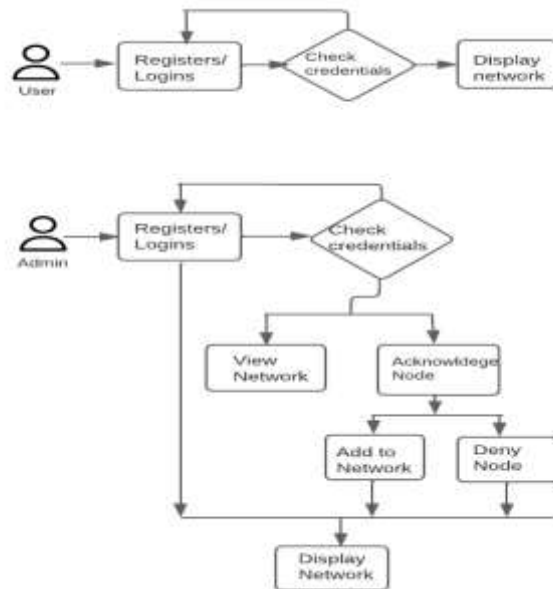 Registers/
Logins
Check
credentials
Display
network
User
Registers/
Logins
Check
credentials
Admin
View
Network
Acknowldege
Node
Add to
Network
Deny
Node
Display
Network